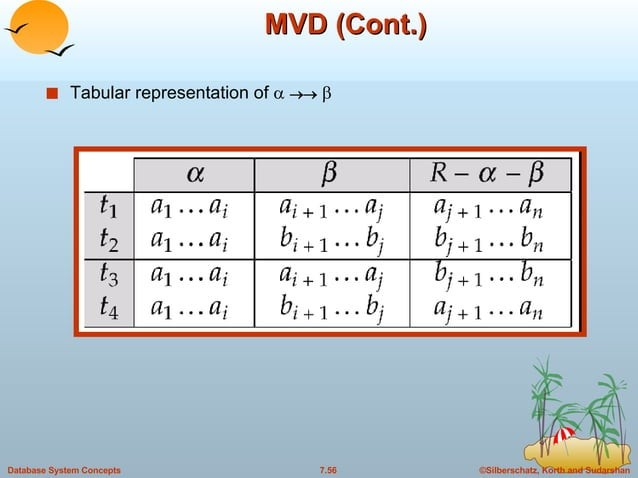 MVD (Cont.)
Tabular representation of α →→ β
α β R – α – β
t₁ a₁ … aᵢ aᵢ ₊ ₁ … aⱼ aⱼ ₊ ₁ … aₙ
t₂ a₁ … aᵢ bᵢ ₊ ₁ … bⱼ bⱼ ₊ ₁ … bₙ
t₃ a₁ … aᵢ aᵢ ₊ ₁ … aⱼ bⱼ ₊ ₁ … bₙ
t₄ a₁ … aᵢ bᵢ ₊ ₁ … bⱼ aⱼ ₊ ₁ … aₙ
Database System Concepts 7.56 ©Silberschatz, Korth and Sudarshan